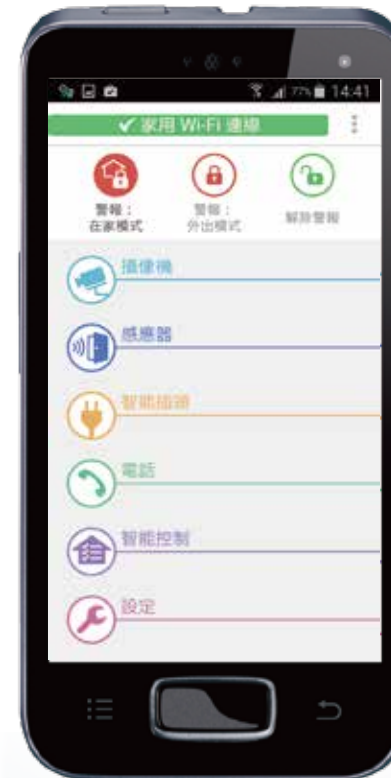 77% 14:41
✓ 家用 Wi-Fi 連線
警報：
在家模式
警報：
外出模式
解除警報
攝像機
感應器
智能插頭
電話
智能控制
設定